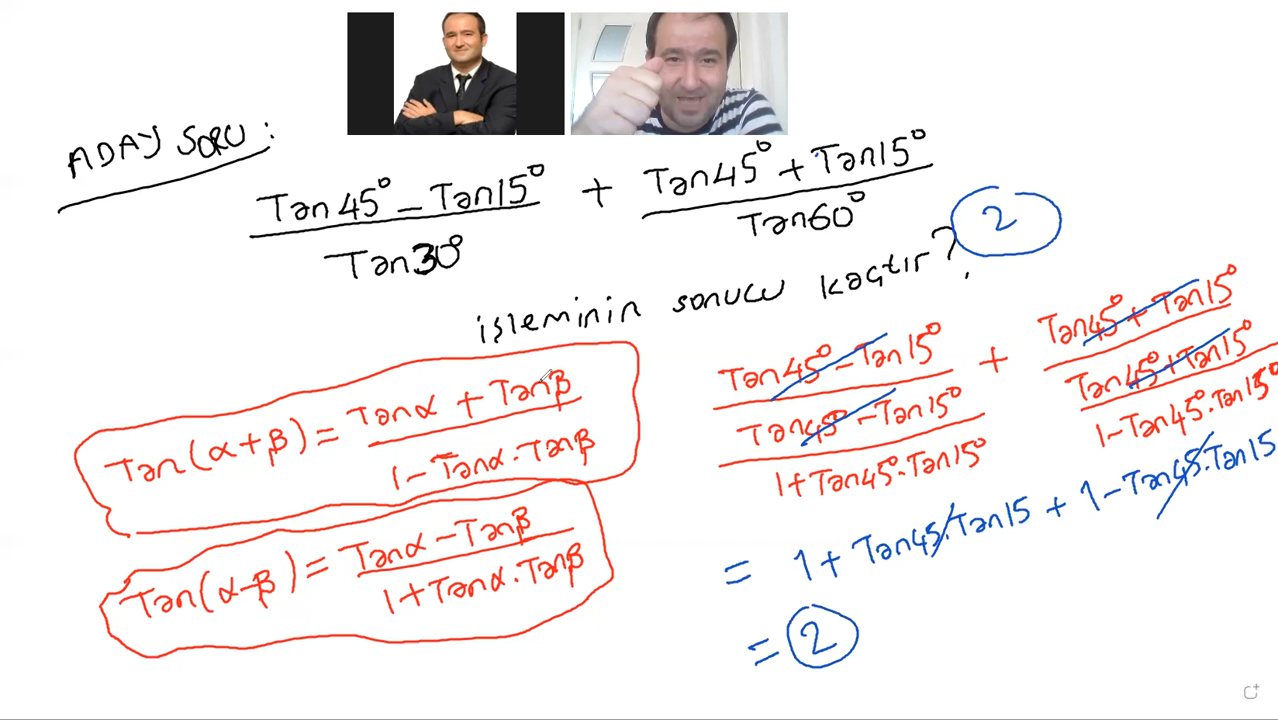 ADAY SORU:
Tan45° – Tan15° + Tan45° + Tan15°
Tan30° Tan60°
işleminin sonucu kaçtır? 2
Tan(α+β) = Tanα + Tanβ
1 – Tanα.Tanβ
Tan(α-β) = Tanα – Tanβ
1 + Tanα.Tanβ
Tan45° – Tan15° + Tan45° + Tan15°
Tan45° – Tan15° Tan45° + Tan15°
1 + Tan45°.Tan15° 1 – Tan45°.Tan15°
= 1 + Tan45.Tan15 + 1 – Tan45.Tan15
= 2